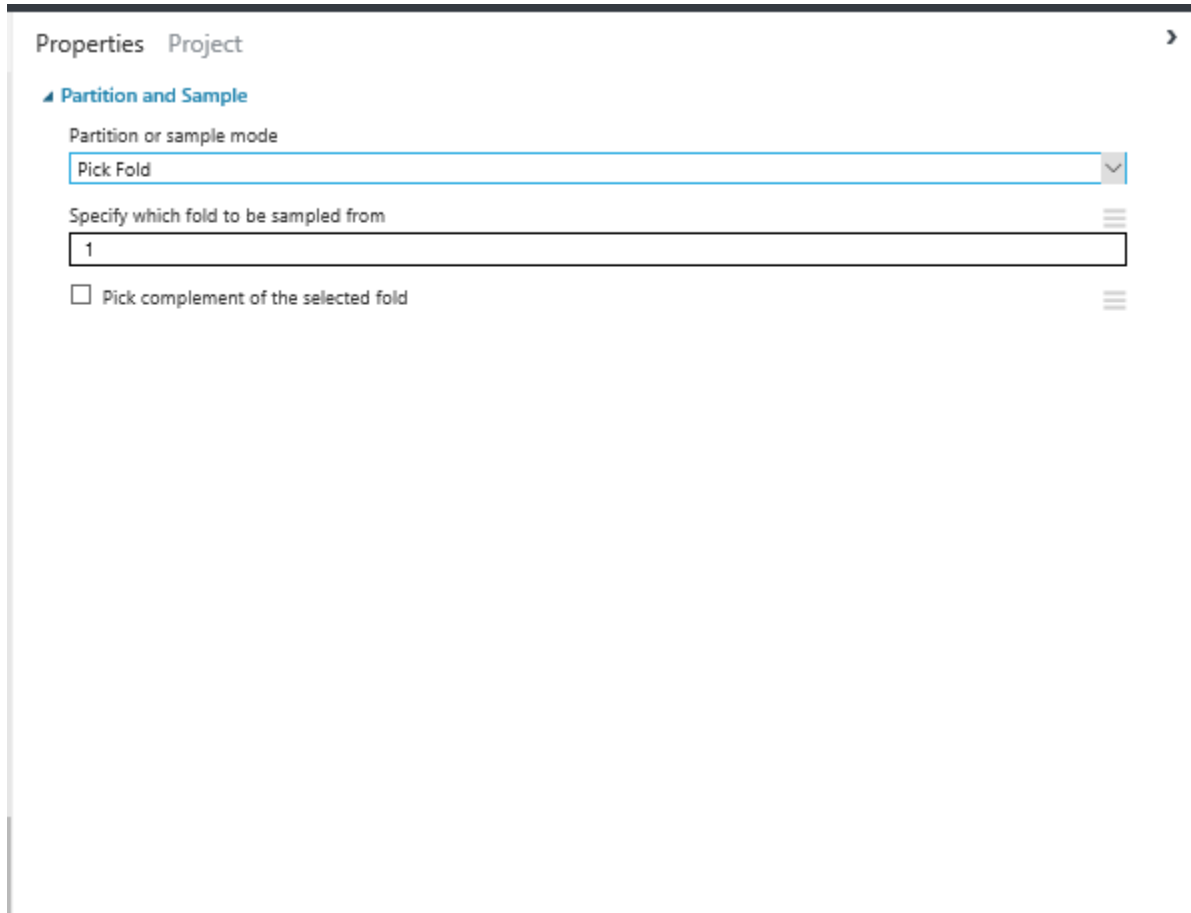 Properties Project
Partition and Sample
Partition or sample mode
Pick Fold
Specify which fold to be sampled from
1
Pick complement of the selected fold